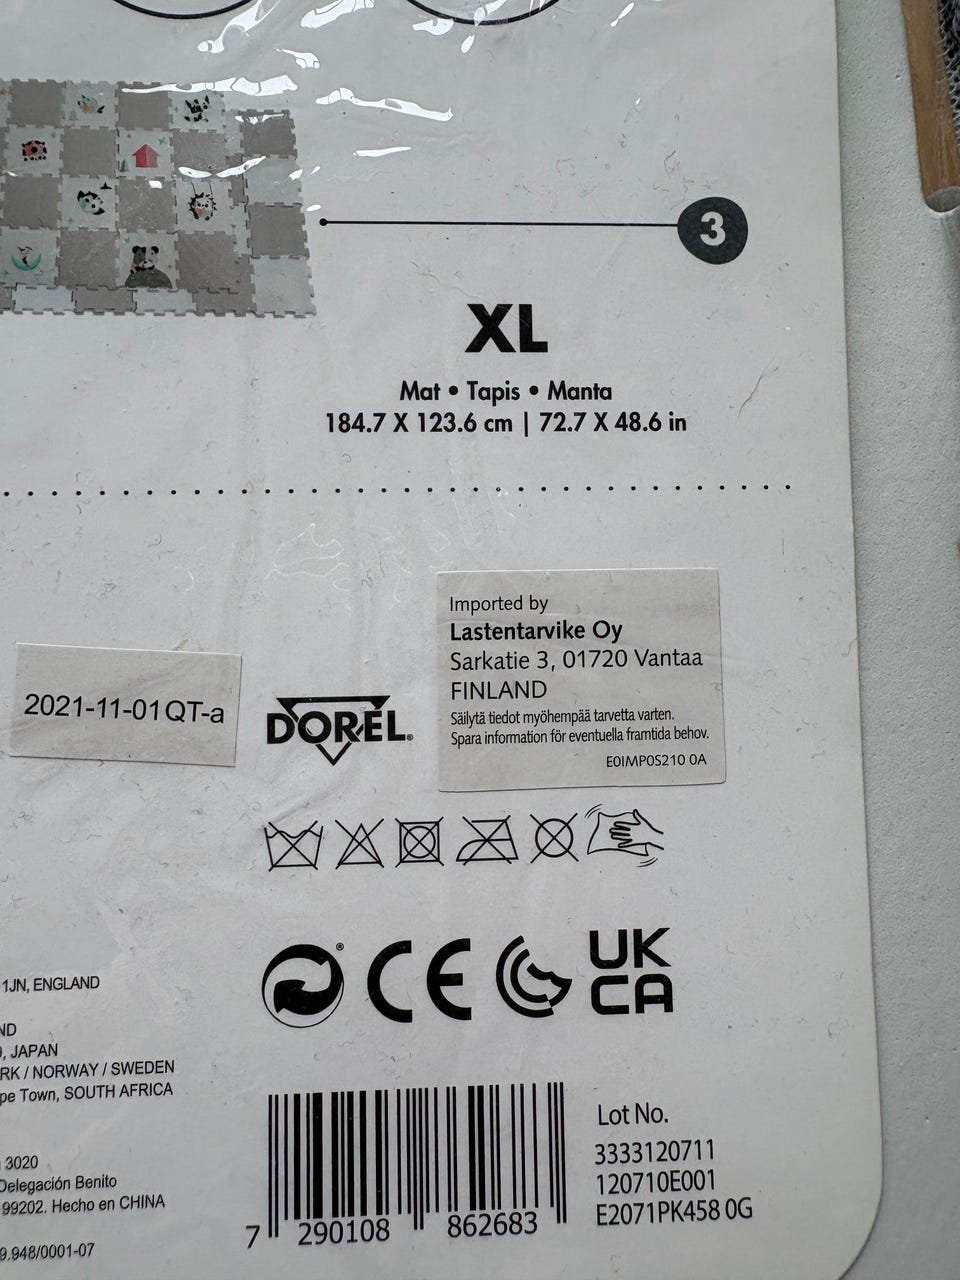 3
XL
Mat • Tapis • Manta
184.7 X 123.6 cm | 72.7 X 48.6 in
Imported by
Lastentarvike Oy
Sarkatie 3, 01720 Vantaa
FINLAND
Säilytä tiedot myöhempää tarvetta varten.
Spara information för eventuella framtida behov.
E0IMP0S210 0A
2021-11-01QT-a
DOREL®
® CE UK
CA
1JN, ENGLAND
ND
, JAPAN
RK / NORWAY / SWEDEN
pe Town, SOUTH AFRICA
3020
Delegación Benito
99202. Hecho en CHINA
9.948/0001-07
7 290108 862683
Lot No.
3333120711
120710E001
E2071PK458 0G